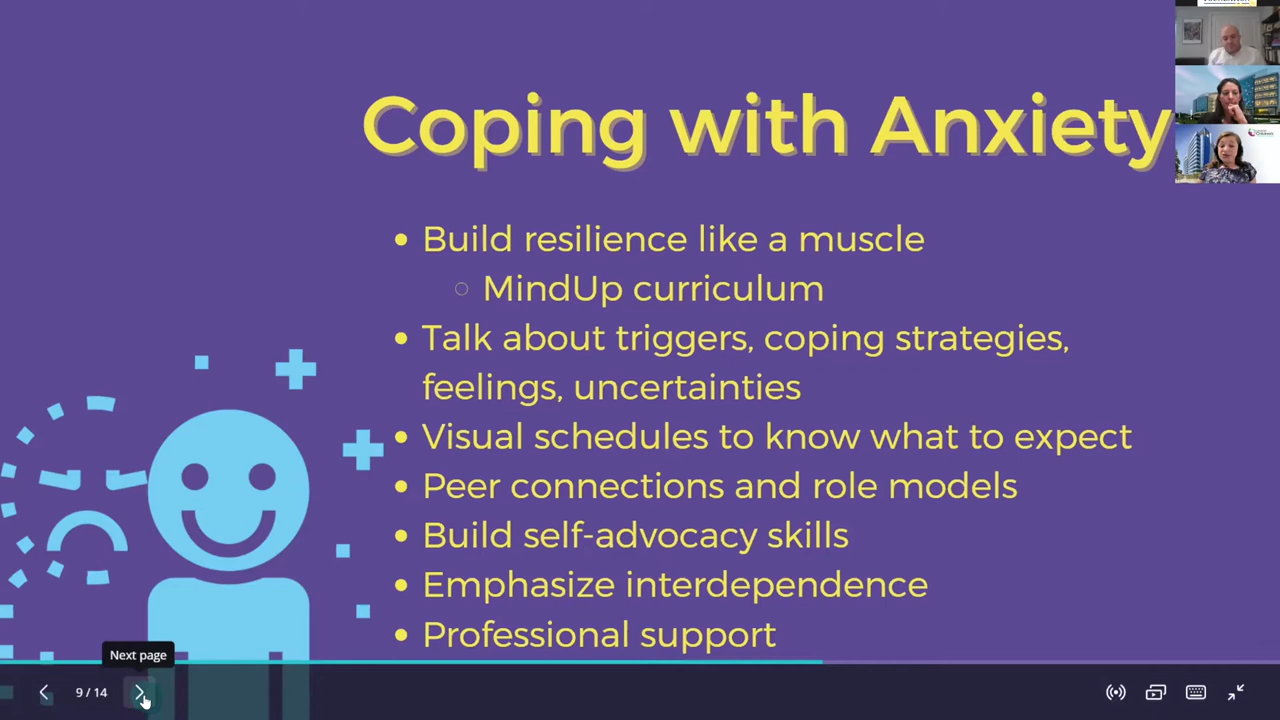 Coping with Anxiety
Build resilience like a muscle
MindUp curriculum
Talk about triggers, coping strategies,
feelings, uncertainties
Visual schedules to know what to expect
Peer connections and role models
Build self-advocacy skills
Emphasize interdependence
Professional support
Next page
9 / 14